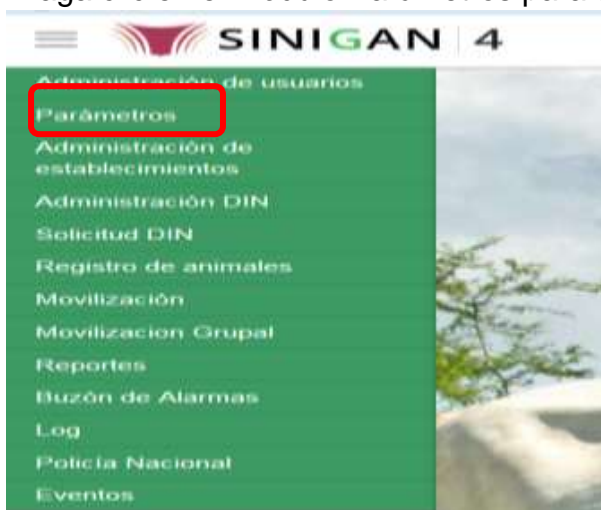 SINIGAN 4
Administración de usuarios
Parámetros
Administración de
establecimientos
Administración DIN
Solicitud DIN
Registro de animales
Movilización
Movilizacion Grupal
Reportes
Buzón de Alarmas
Log
Policía Nacional
Eventos